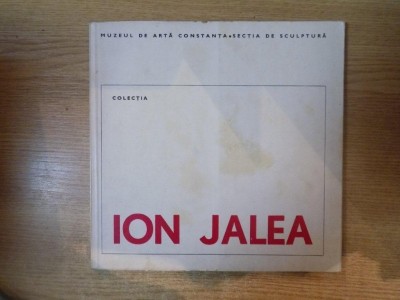 MUZEUL DE ARTĂ CONSTANȚA•SECȚIA DE SCULPTURĂ
COLECȚIA
ION JALEA